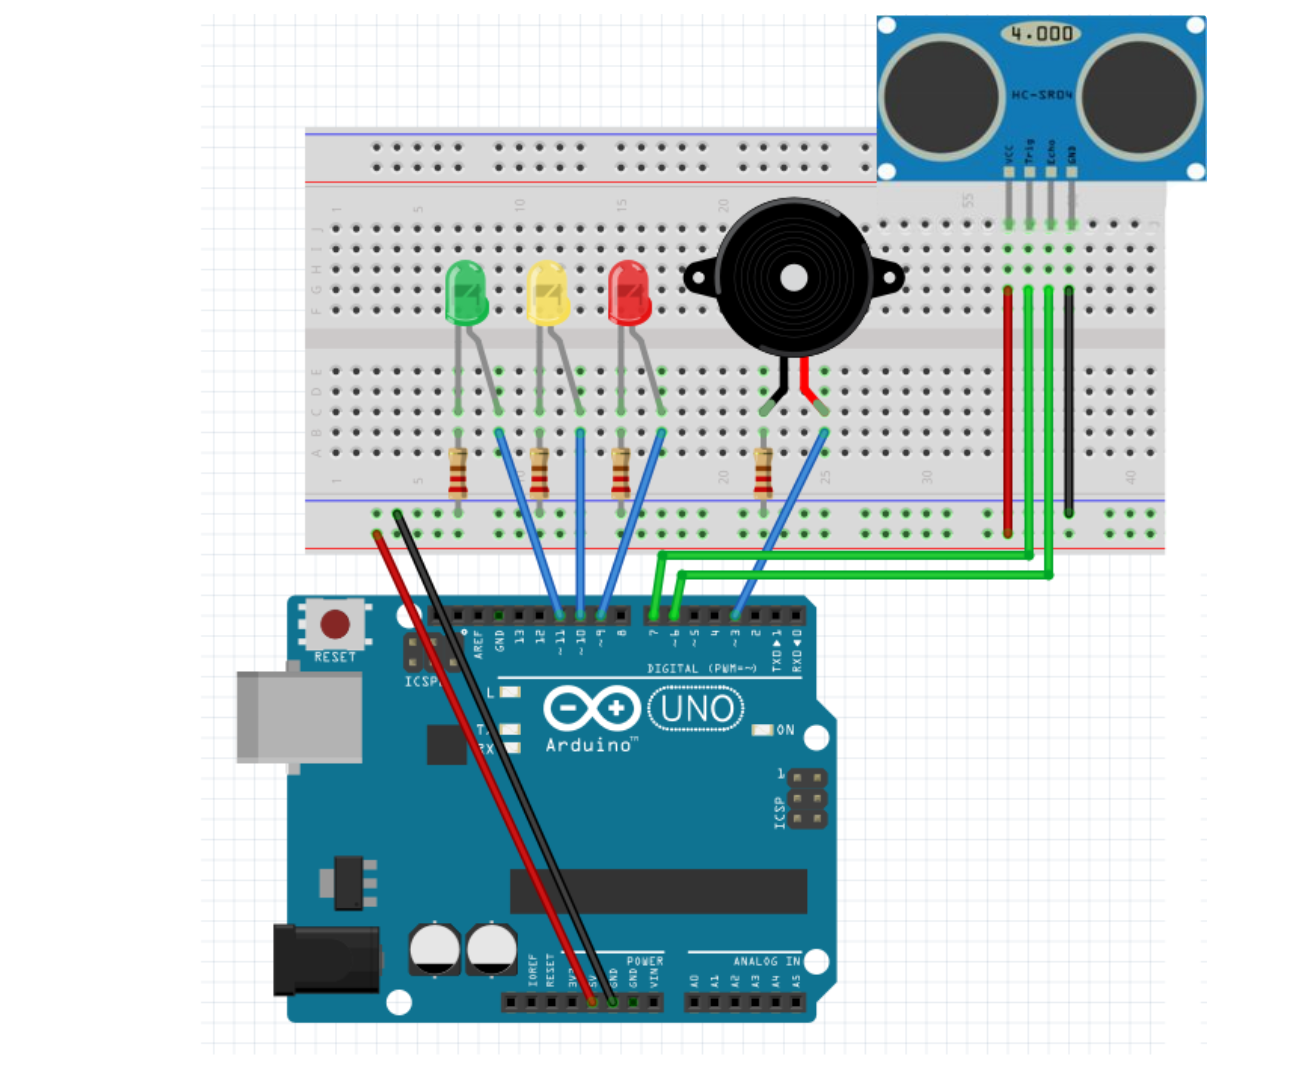 4.000
HC-SR04
VCC Trig Echo GND
1 5 10 15 20 55
J
I
H
G
F
E
D
C
B
A
1 5 10 20 25 30 40
RESET
AREF GND 13 12 ~11 ~10 ~9 8 7 ~6 ~5 4 ~3 2 TXD▶1 RXD◀0
DIGITAL (PWM=~)
ICSP
L
TX
RX
UNO
Arduino™
ON
1
ICSP
POWER
ANALOG IN
IOREF RESET 3V3 5V GND GND VIN A0 A1 A2 A3 A4 A5